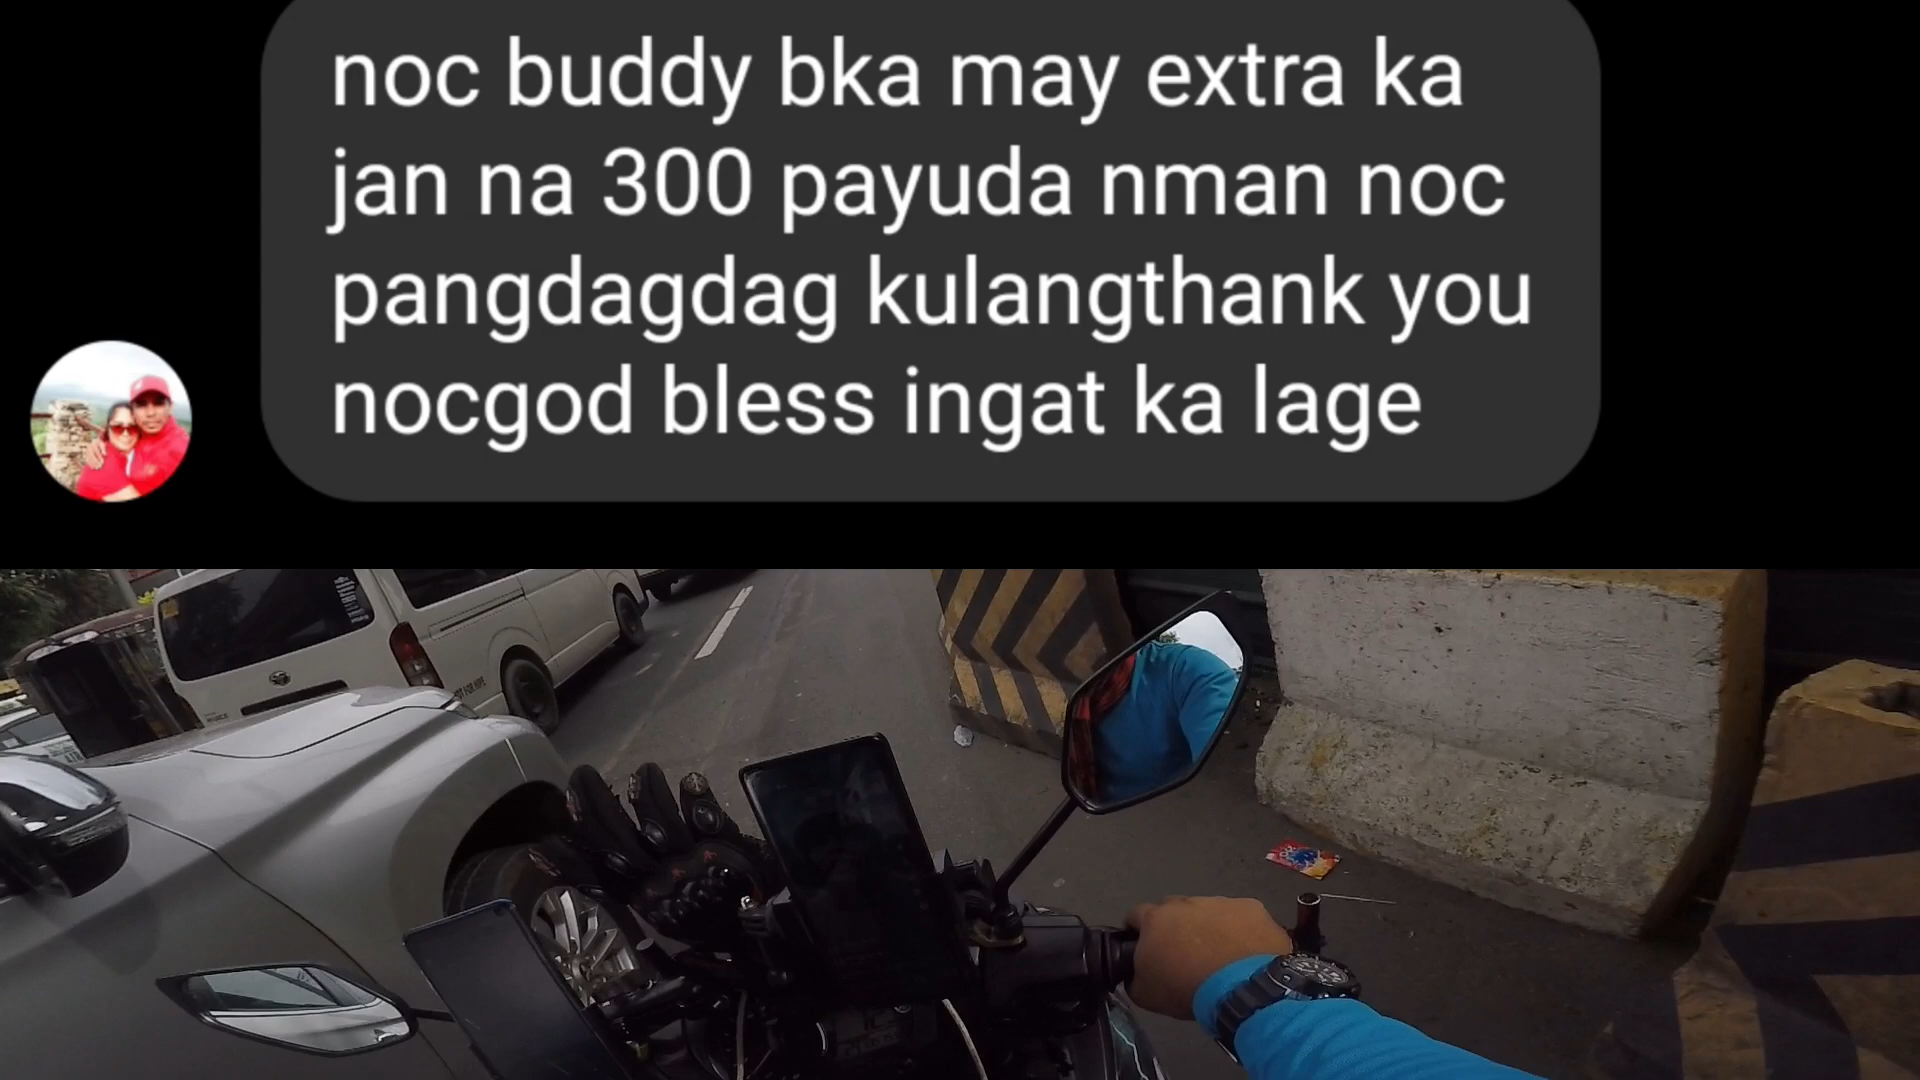 noc buddy bka may extra ka
jan na 300 payuda nman noc
pangdagdag kulangthank you
nocgod bless ingat ka lage